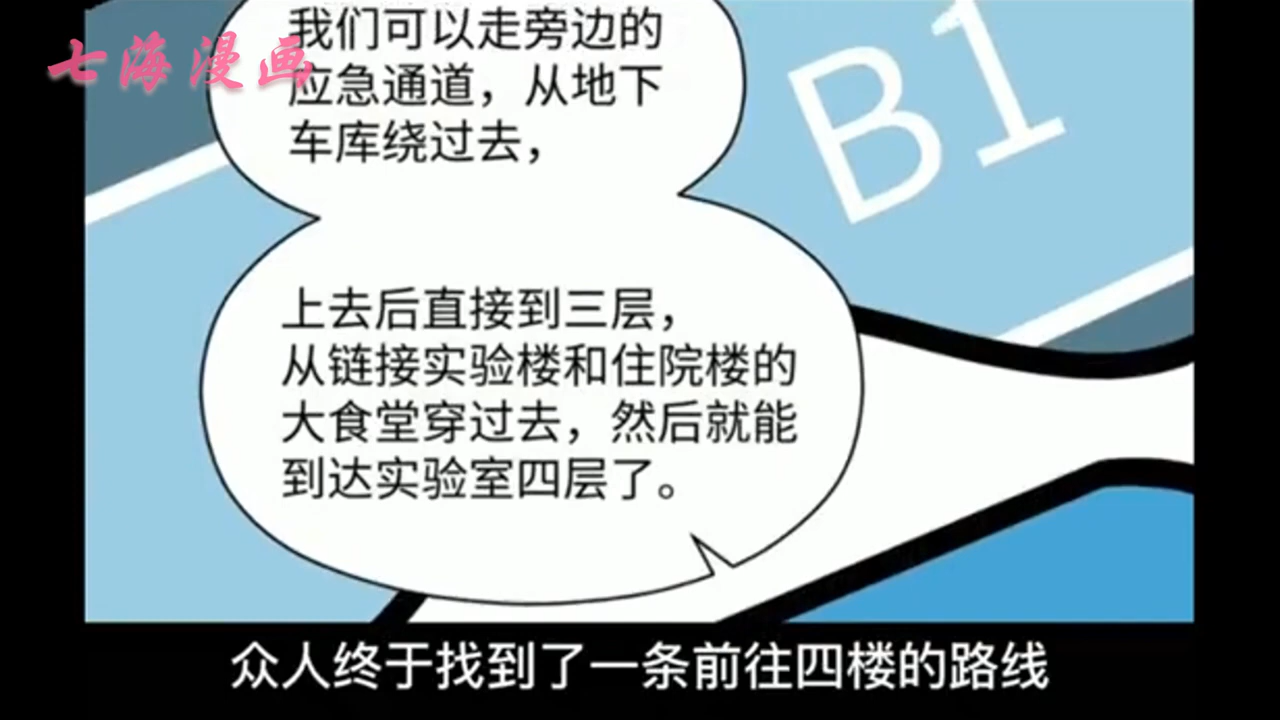 七海漫画
我们可以走旁边的
应急通道，从地下
车库绕过去，
B1
上去后直接到三层，
从链接实验楼和住院楼的
大食堂穿过去，然后就能
到达实验室四层了。
众人终于找到了一条前往四楼的路线